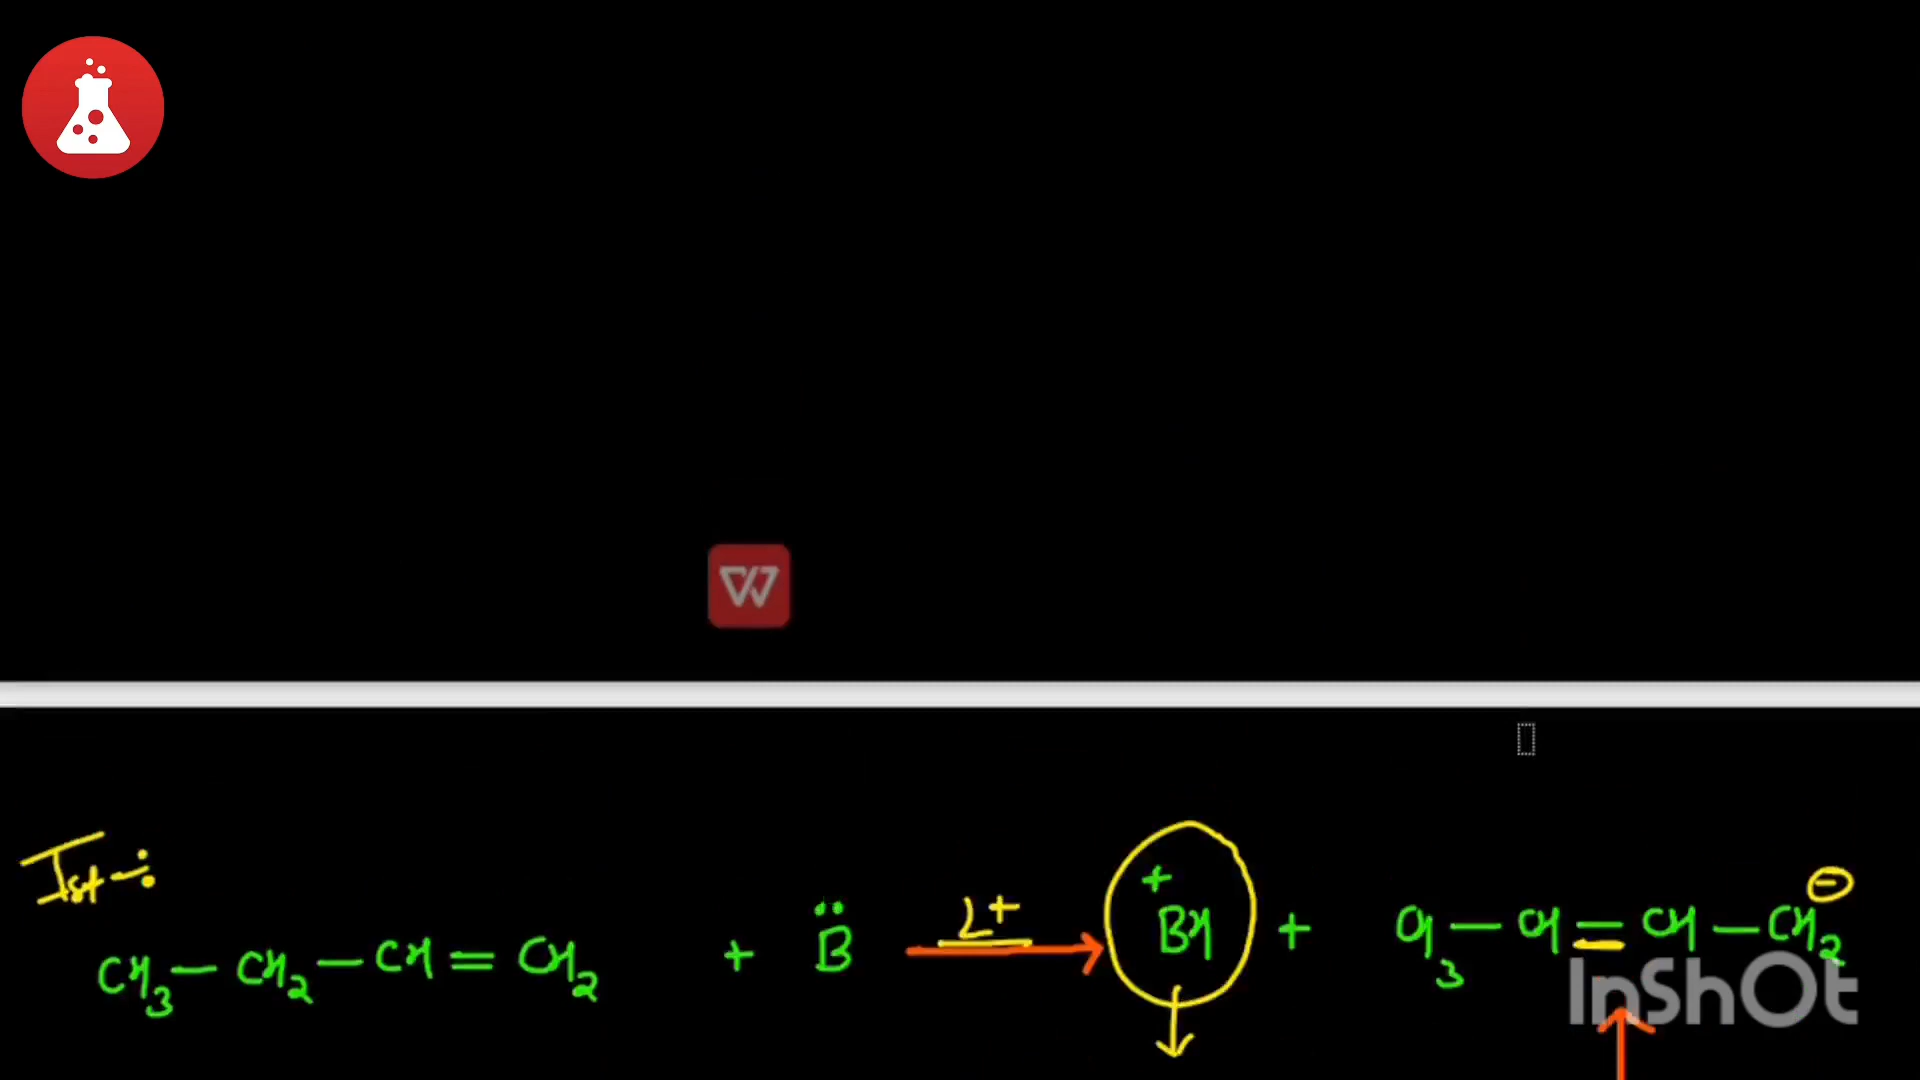 Ist ÷
CH3 — CH2 — CH = CH2 + B̈ L+ → +BH + CH3 — CH = CH — CH2 ⊖
InShOt